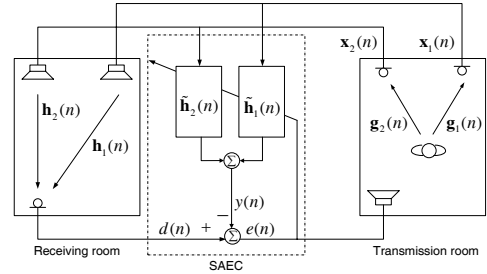 x₂(n) x₁(n)
h̃₂(n) h̃₁(n)
h₂(n)
h₁(n)
g₂(n) g₁(n)
Σ
y(n)
−
d(n) + Σ e(n)
Receiving room
SAEC
Transmission room